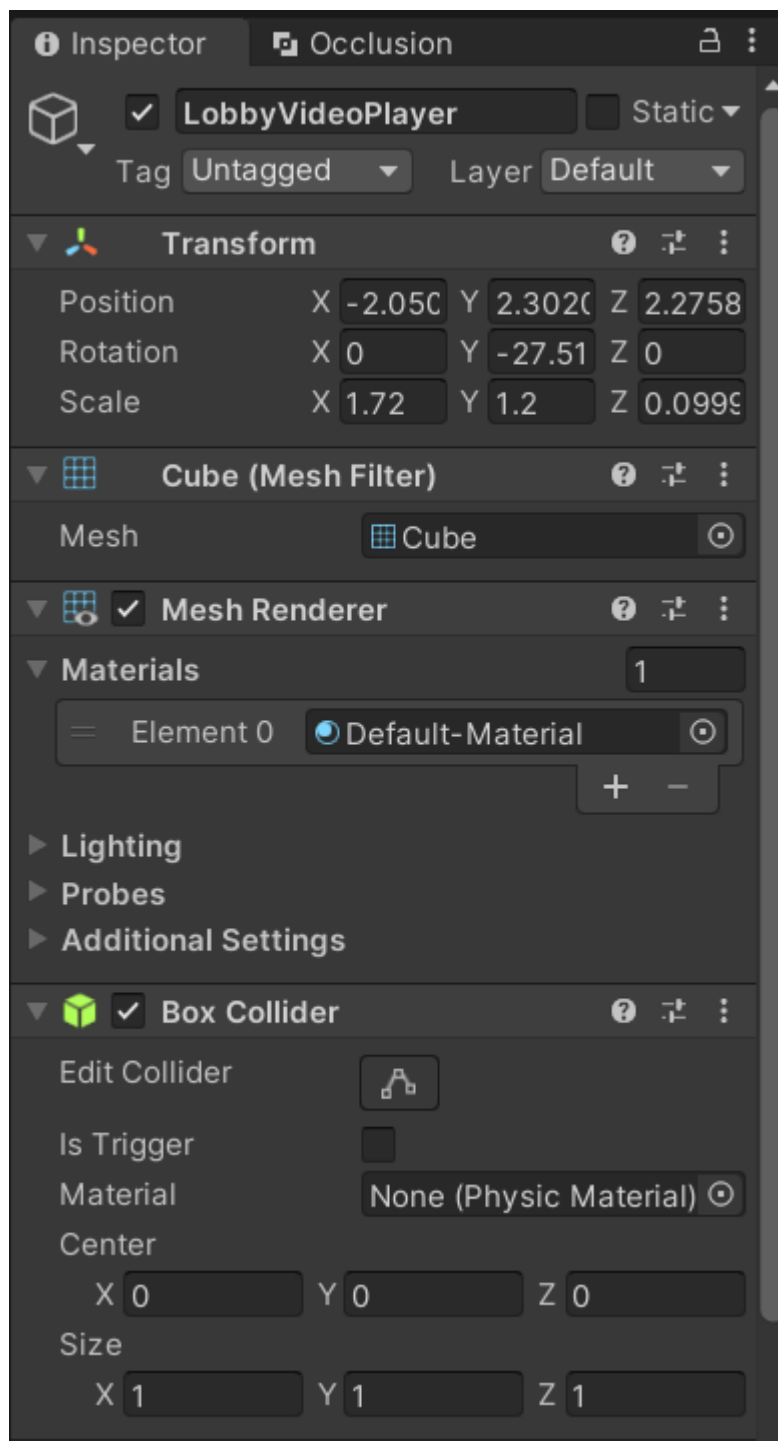 Inspector Occlusion
LobbyVideoPlayer Static
Tag Untagged Layer Default
Transform
Position X -2.050 Y 2.302( Z 2.2758
Rotation X 0 Y -27.51 Z 0
Scale X 1.72 Y 1.2 Z 0.0999
Cube (Mesh Filter)
Mesh Cube
Mesh Renderer
Materials 1
Element 0 Default-Material
Lighting
Probes
Additional Settings
Box Collider
Edit Collider
Is Trigger
Material None (Physic Material)
Center
X 0 Y 0 Z 0
Size
X 1 Y 1 Z 1